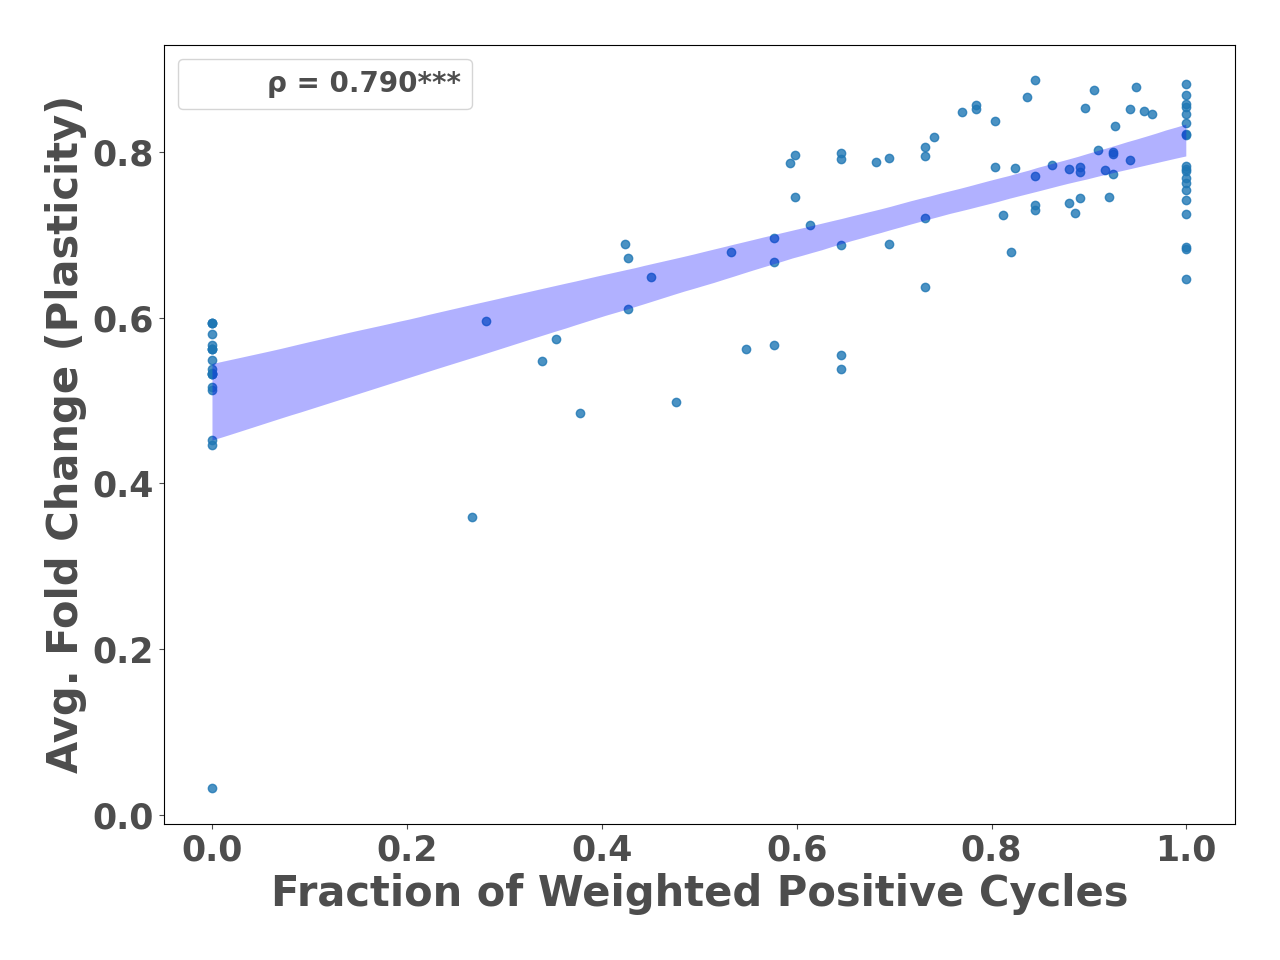 ρ = 0.790***
Avg. Fold Change (Plasticity)
0.8
0.6
0.4
0.2
0.0
0.0 0.2 0.4 0.6 0.8 1.0
Fraction of Weighted Positive Cycles